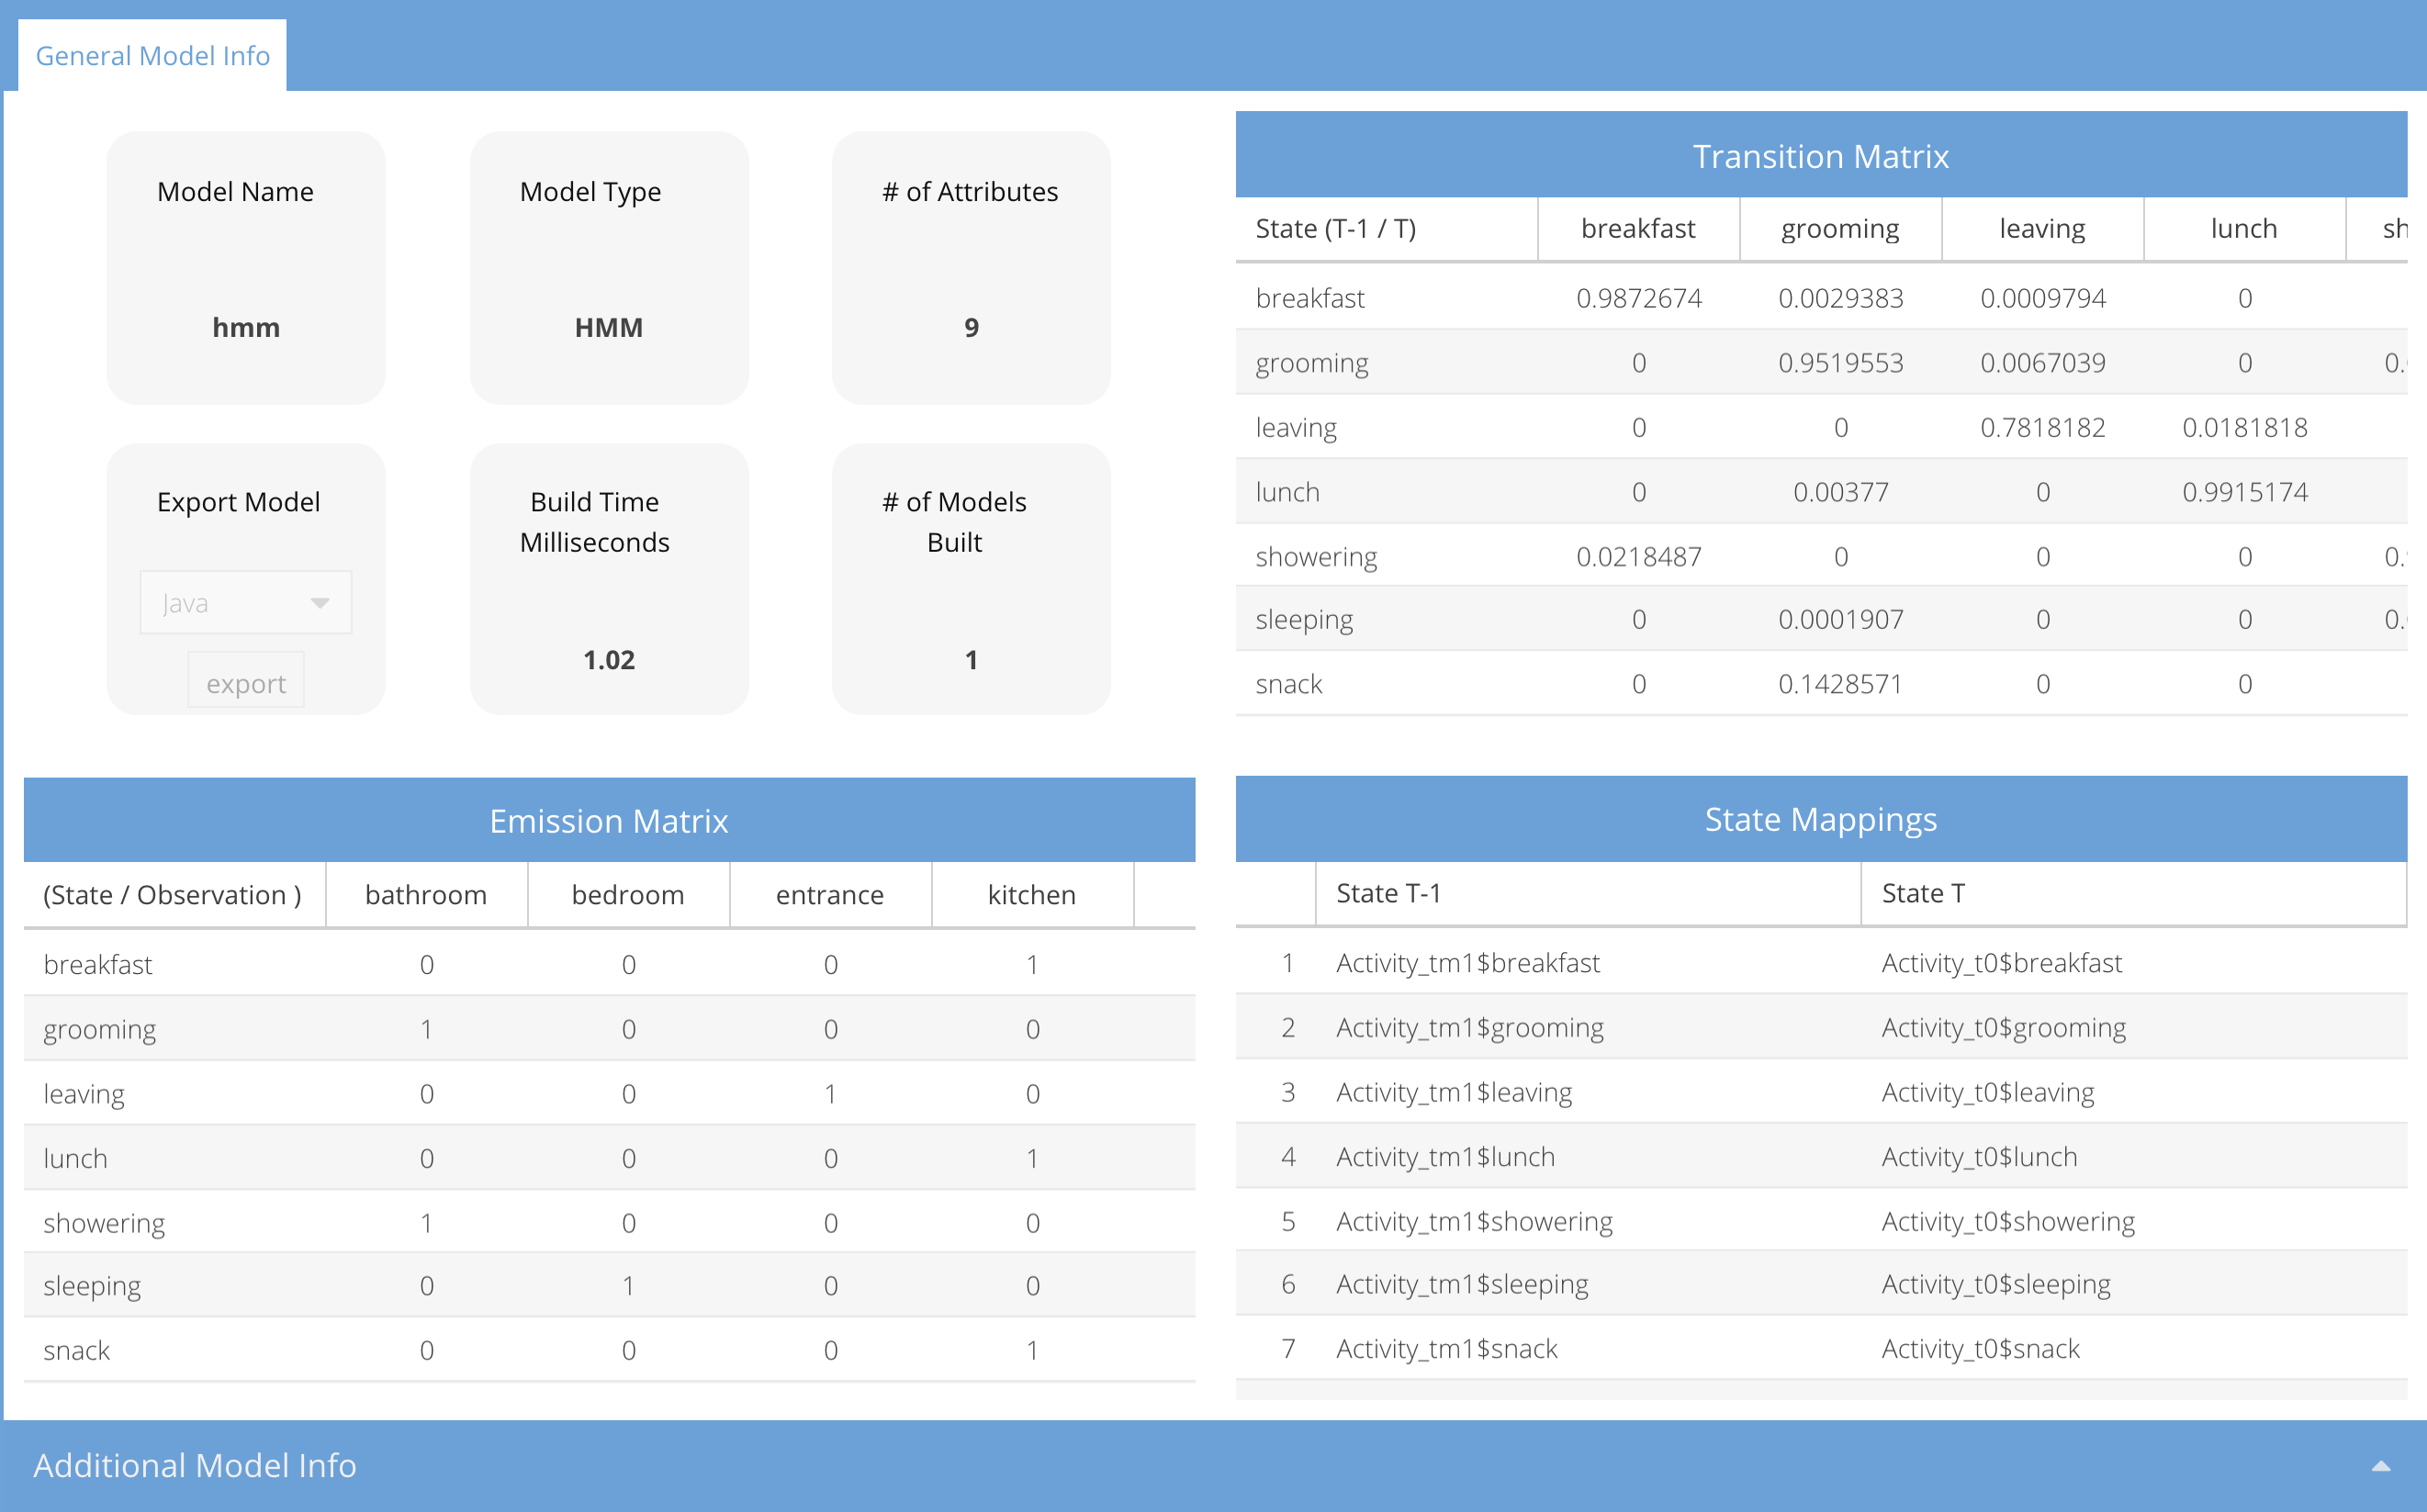 General Model Info
Model Name
hmm
Model Type
HMM
# of Attributes
9
Export Model
Java
export
Build Time
Milliseconds
1.02
# of Models
Built
1
Transition Matrix
State (T-1 / T) breakfast grooming leaving lunch sh
breakfast 0.9872674 0.0029383 0.0009794 0
grooming 0 0.9519553 0.0067039 0 0.
leaving 0 0 0.7818182 0.0181818
lunch 0 0.00377 0 0.9915174
showering 0.0218487 0 0 0 0.
sleeping 0 0.0001907 0 0 0.
snack 0 0.1428571 0 0
Emission Matrix
(State / Observation ) bathroom bedroom entrance kitchen
breakfast 0 0 0 1
grooming 1 0 0 0
leaving 0 0 1 0
lunch 0 0 0 1
showering 1 0 0 0
sleeping 0 1 0 0
snack 0 0 0 1
State Mappings
State T-1 State T
1 Activity_tm1$breakfast Activity_t0$breakfast
2 Activity_tm1$grooming Activity_t0$grooming
3 Activity_tm1$leaving Activity_t0$leaving
4 Activity_tm1$lunch Activity_t0$lunch
5 Activity_tm1$showering Activity_t0$showering
6 Activity_tm1$sleeping Activity_t0$sleeping
7 Activity_tm1$snack Activity_t0$snack
Additional Model Info